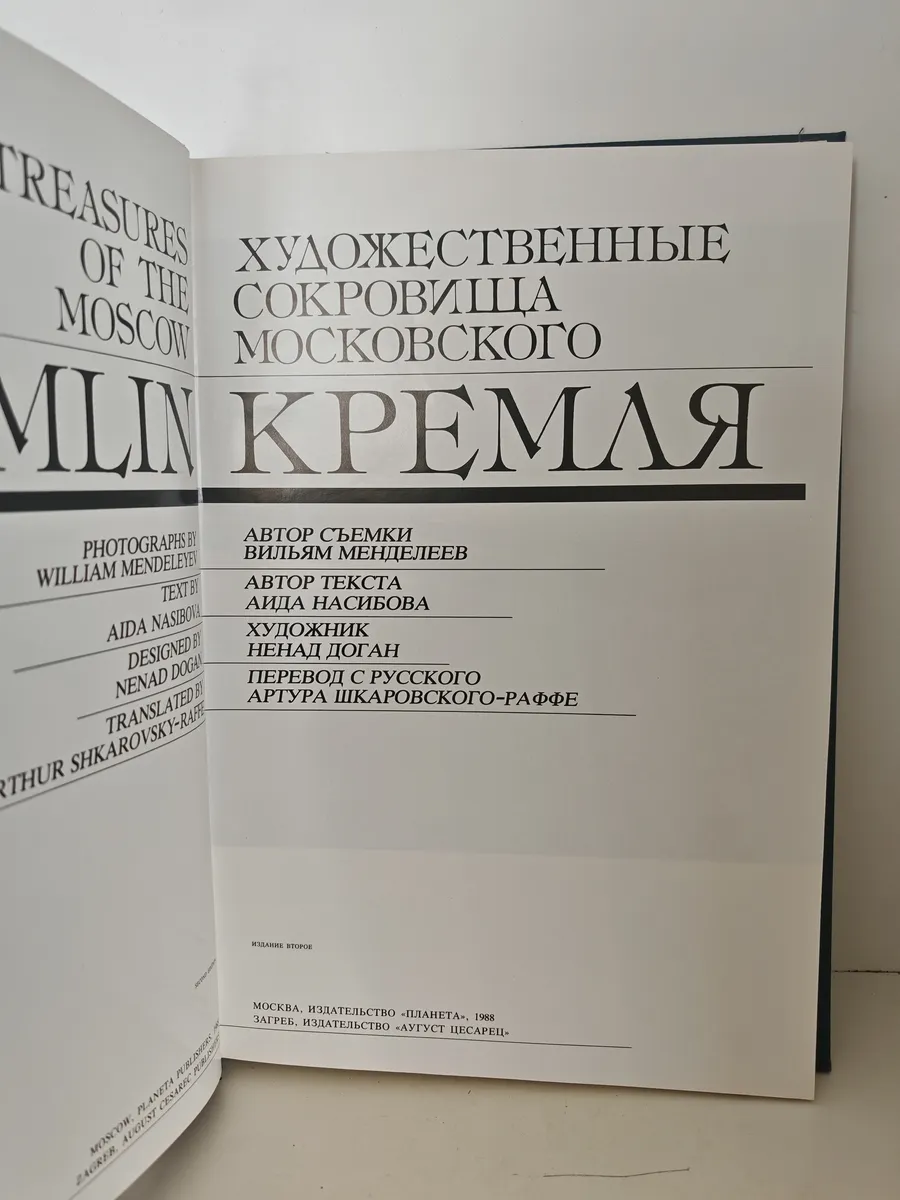 TREASURES
OF THE
MOSCOW
MLIN
PHOTOGRAPHS BY
WILLIAM MENDELEYEV
TEXT BY
AIDA NASIBOVA
DESIGNED BY
NENAD DOGAN
TRANSLATED BY
RTHUR SHKAROVSKY-RAFFE
SECOND EDITION
MOSCOW, PLANETA PUBLISHERS,
ZAGREB, AUGUST CESAREC PUBLISHERS
ХУДОЖЕСТВЕННЫЕ
СОКРОВИЩА
МОСКОВСКОГО
КРЕМЛЯ
АВТОР СЪЕМКИ
ВИЛЬЯМ МЕНДЕЛЕЕВ
АВТОР ТЕКСТА
АИДА НАСИБОВА
ХУДОЖНИК
НЕНАД ДОГАН
ПЕРЕВОД С РУССКОГО
АРТУРА ШКАРОВСКОГО-РАФФЕ
ИЗДАНИЕ ВТОРОЕ
МОСКВА, ИЗДАТЕЛЬСТВО «ПЛАНЕТА», 1988
ЗАГРЕБ, ИЗДАТЕЛЬСТВО «АУГУСТ ЦЕСАРЕЦ»